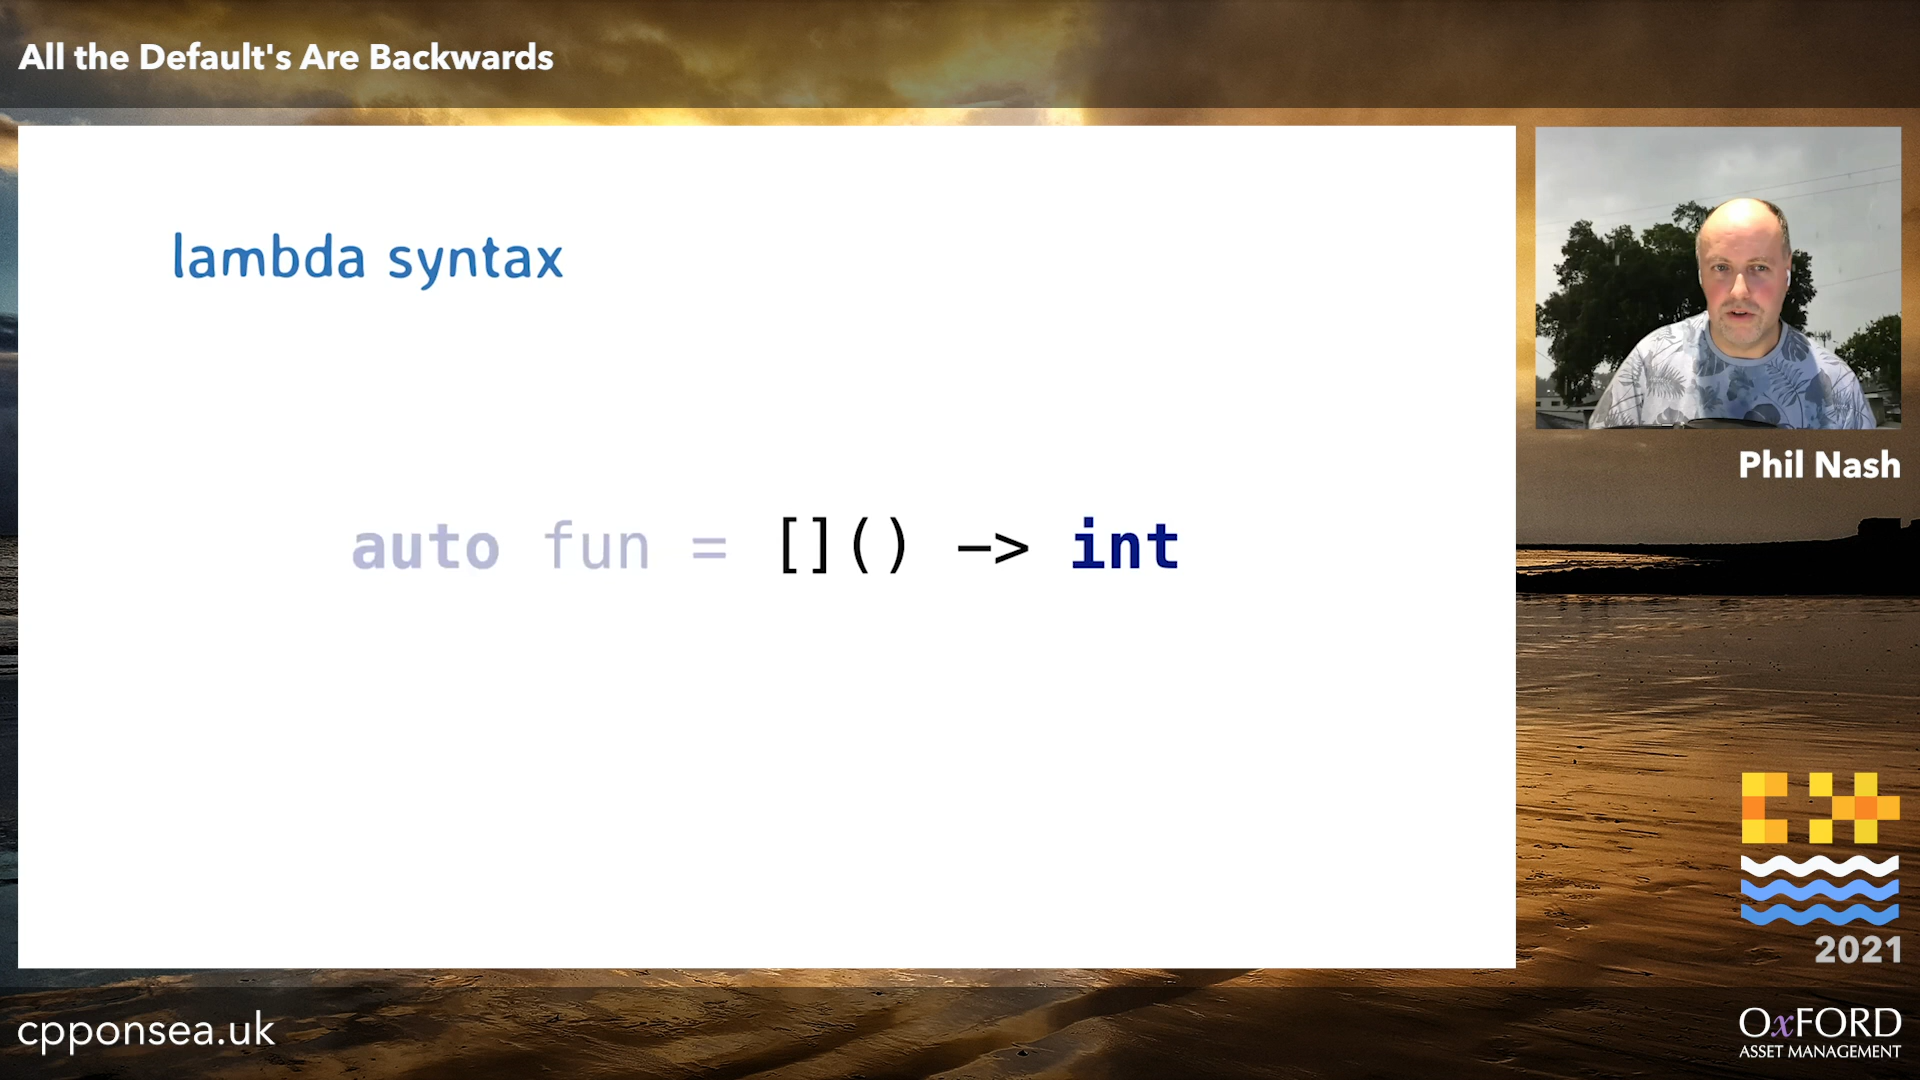 All the Default's Are Backwards
lambda syntax
auto fun = []() -> int
Phil Nash
2021
cpponsea.uk
OxFORD
ASSET MANAGEMENT